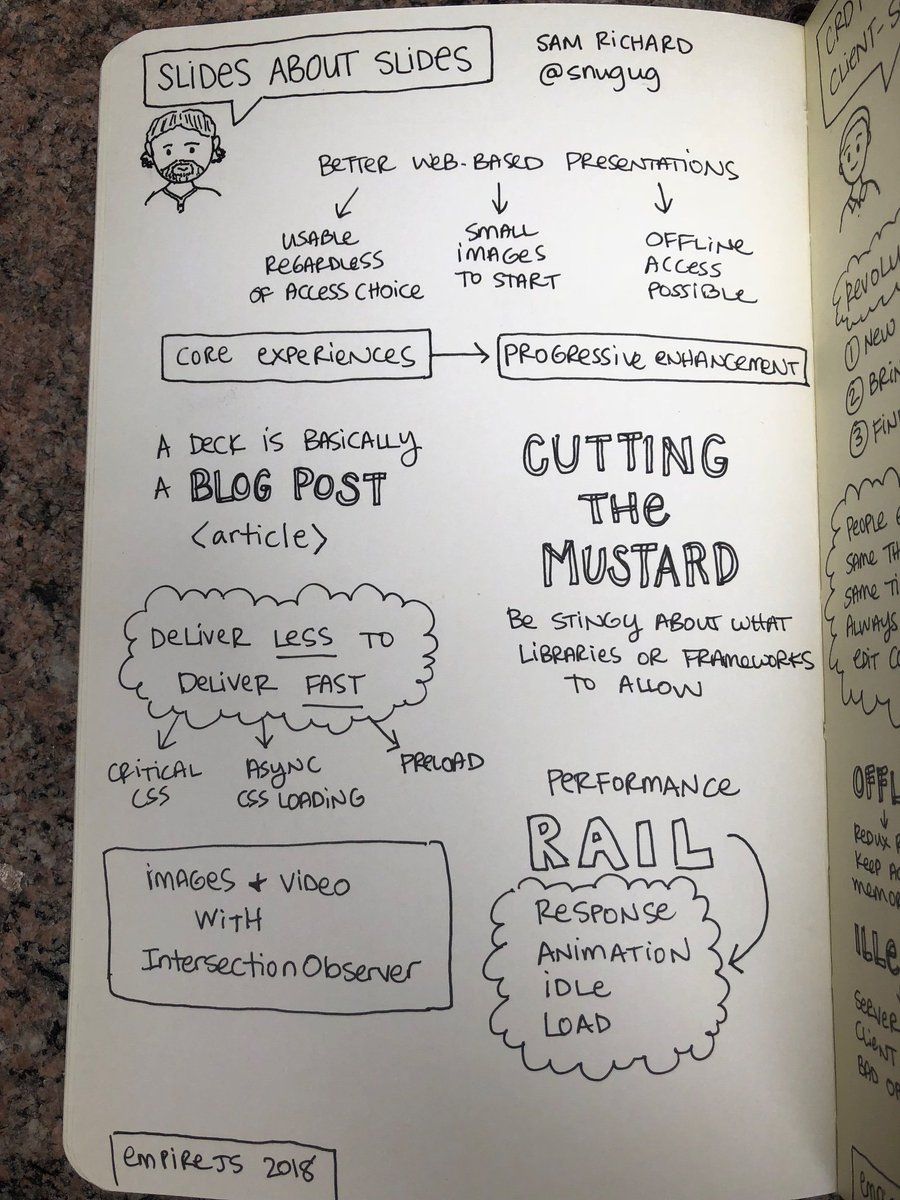 SLIDES ABOUT SLIDES
SAM RICHARD
@snugug
BETTER WEB-BASED PRESENTATIONS
USABLE
REGARDLESS
OF ACCESS CHOICE
SMALL
IMAGES
TO START
OFFLINE
ACCESS
POSSIBLE
CORE EXPERIENCES
PROGRESSIVE ENHANCEMENT
A DECK IS BASICALLY
A BLOG POST
<article>
CUTTING
THE
MUSTARD
BE STINGY ABOUT WHAT
LIBRARIES OR FRAMEWORKS
TO ALLOW
DELIVER LESS TO
DELIVER FAST
CRITICAL
CSS
ASYNC
CSS LOADING
PRELOAD
PERFORMANCE
RAIL
RESPONSE
ANIMATION
IDLE
LOAD
IMAGES + VIDEO
WITH
IntersectionObserver
EMPIREJS 2018
CRDT
CLIENT-S
REVOLU
1 NEW
2 BRIN
3 FIN
PEOPLE
SAME TH
SAME TI
ALWAYS
EDIT CO
OFFL
REDUX
KEEP
MEMOR
ILLE
SERVER
CLIENT
BAD